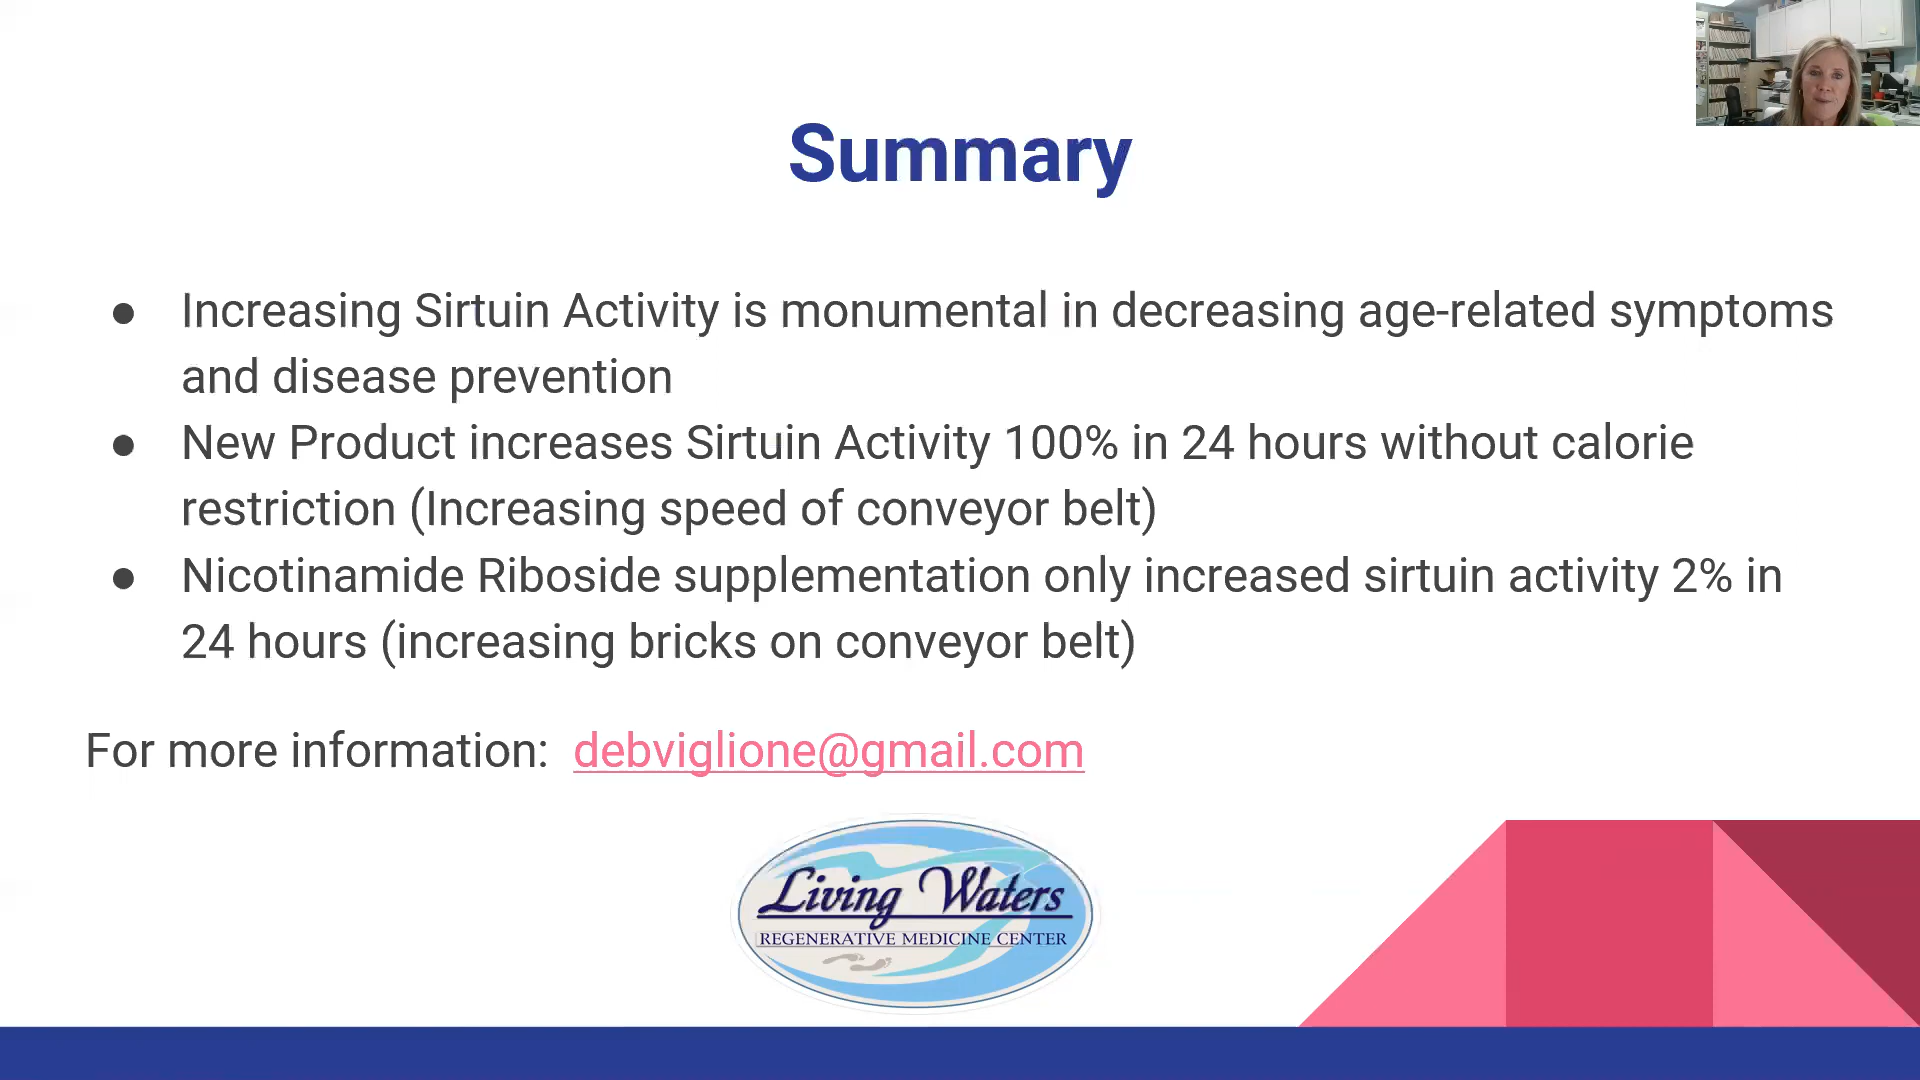 Summary
● Increasing Sirtuin Activity is monumental in decreasing age-related symptoms
and disease prevention
● New Product increases Sirtuin Activity 100% in 24 hours without calorie
restriction (Increasing speed of conveyor belt)
● Nicotinamide Riboside supplementation only increased sirtuin activity 2% in
24 hours (increasing bricks on conveyor belt)
For more information: debviglione@gmail.com
Living Waters
REGENERATIVE MEDICINE CENTER